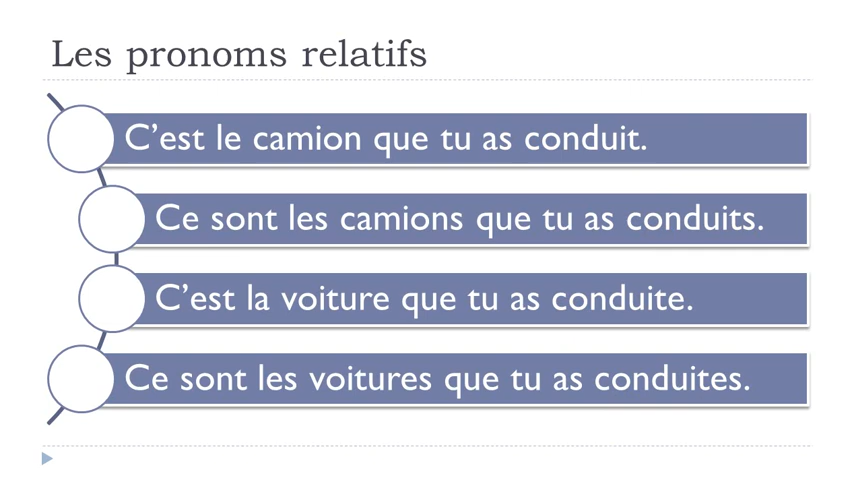 Les pronoms relatifs
C’est le camion que tu as conduit.
Ce sont les camions que tu as conduits.
C’est la voiture que tu as conduite.
Ce sont les voitures que tu as conduites.